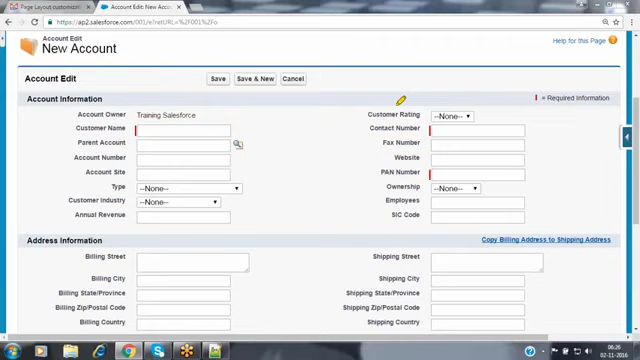 Page Layout customizi
Account Edit: New Accou
https://ap2.salesforce.com/001/e?retURL=%2F001%2Fo
Account Edit
New Account
Help for this Page
Account Edit
Save
Save & New
Cancel
Account Information
= Required Information
Account Owner
Training Salesforce
Customer Rating
--None--
Customer Name
Contact Number
Parent Account
Fax Number
Account Number
Website
Account Site
PAN Number
Type
--None--
Ownership
--None--
Customer Industry
--None--
Employees
Annual Revenue
SIC Code
Address Information
Copy Billing Address to Shipping Address
Billing Street
Shipping Street
Billing City
Shipping City
Billing State/Province
Shipping State/Province
Billing Zip/Postal Code
Shipping Zip/Postal Code
Billing Country
Shipping Country
06:26
02-11-2016